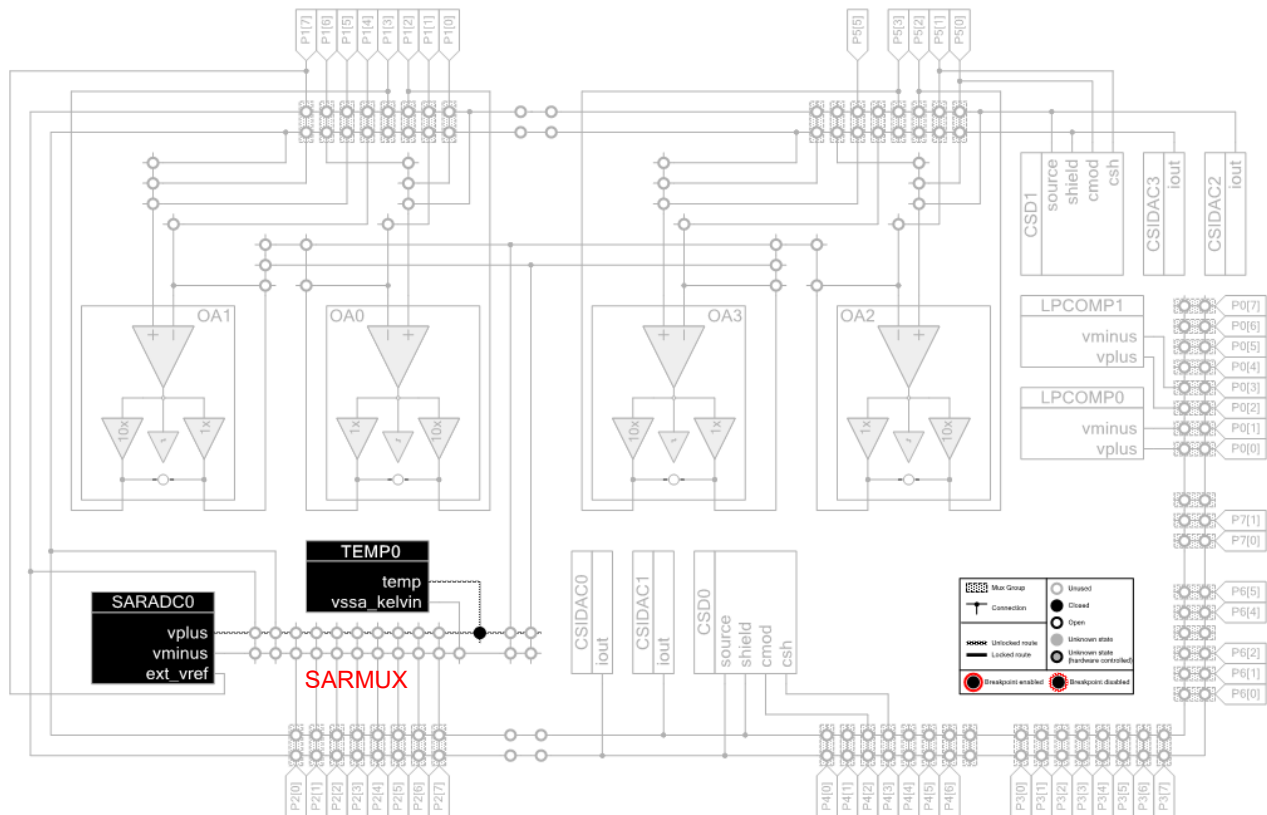 P1[7] P1[6] P1[5] P1[4] P1[3] P1[2] P1[1] P1[0] P5[5] P5[3] P5[2] P5[1] P5[0]
CSD1 source shield cmod csh CSIDAC3 iout CSIDAC2 iout
OA1 OA0 OA3 OA2
+ − − + + − − +
10x 1x 10x 1x 10x 1x 10x 1x
LPCOMP1
vminus
vplus
LPCOMP0
vminus
vplus
P0[7]
P0[6]
P0[5]
P0[4]
P0[3]
P0[2]
P0[1]
P0[0]
P7[1]
P7[0]
P6[5]
P6[4]
P6[2]
P6[1]
P6[0]
TEMP0
temp
vssa_kelvin
SARADC0
vplus
vminus
ext_vref
SARMUX
CSIDAC0 iout CSIDAC1 iout CSD0 source shield cmod csh
Mux Group Unused
Connection Closed
Open
Unlocked route Unknown state
Locked route Unknown state
(hardware controlled)
Breakpoint enabled Breakpoint disabled
P2[0] P2[1] P2[2] P2[3] P2[4] P2[5] P2[6] P2[7] P4[0] P4[1] P4[2] P4[3] P4[4] P4[5] P4[6] P3[0] P3[1] P3[2] P3[3] P3[4] P3[5] P3[6] P3[7]